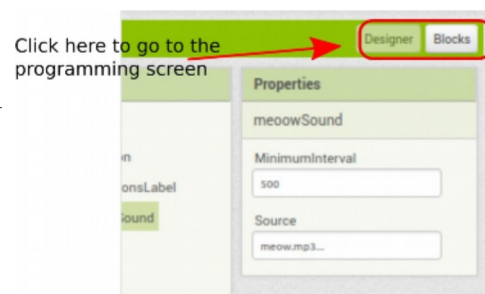 Click here to go to the
programming screen
Designer Blocks
Properties
meoowSound
on
MinimumInterval
onsLabel
500
Sound
Source
meow.mp3...